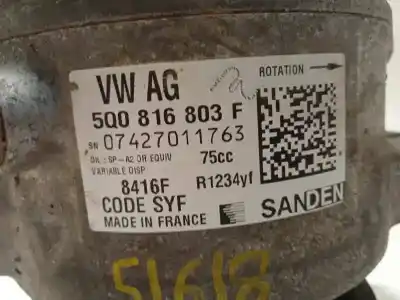 VW AG
ROTATION
5Q0 816 803 F
SN 07427011763
OIL : SP-A2 OR EQUIV 75cc
VARIABLE DISP
8416F R1234yf
CODE SYF
MADE IN FRANCE
SANDEN
51618